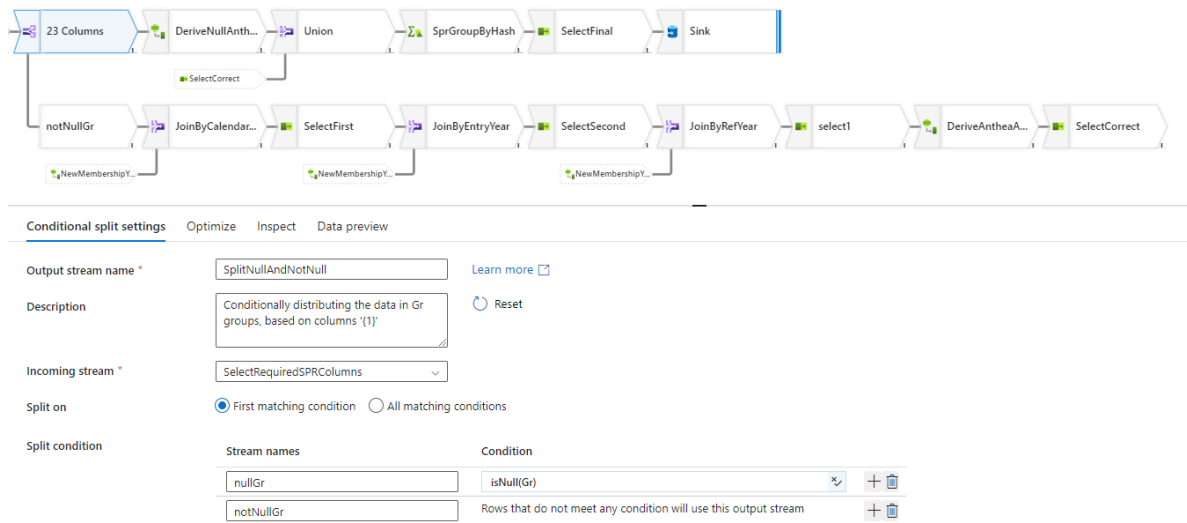 23 Columns
DeriveNullAnth...
Union
SprGroupByHash
SelectFinal
Sink
SelectCorrect
notNullGr
JoinByCalendar...
SelectFirst
JoinByEntryYear
SelectSecond
JoinByRefYear
select1
DeriveAntheaA...
SelectCorrect
NewMembershipY...
NewMembershipY...
NewMembershipY...
Conditional split settings
Optimize
Inspect
Data preview
Output stream name *
SplitNullAndNotNull
Learn more
Description
Conditionally distributing the data in Gr
groups, based on columns '{1}'
Reset
Incoming stream *
SelectRequiredSPRColumns
Split on
First matching condition
All matching conditions
Split condition
Stream names
Condition
nullGr
isNull(Gr)
notNullGr
Rows that do not meet any condition will use this output stream